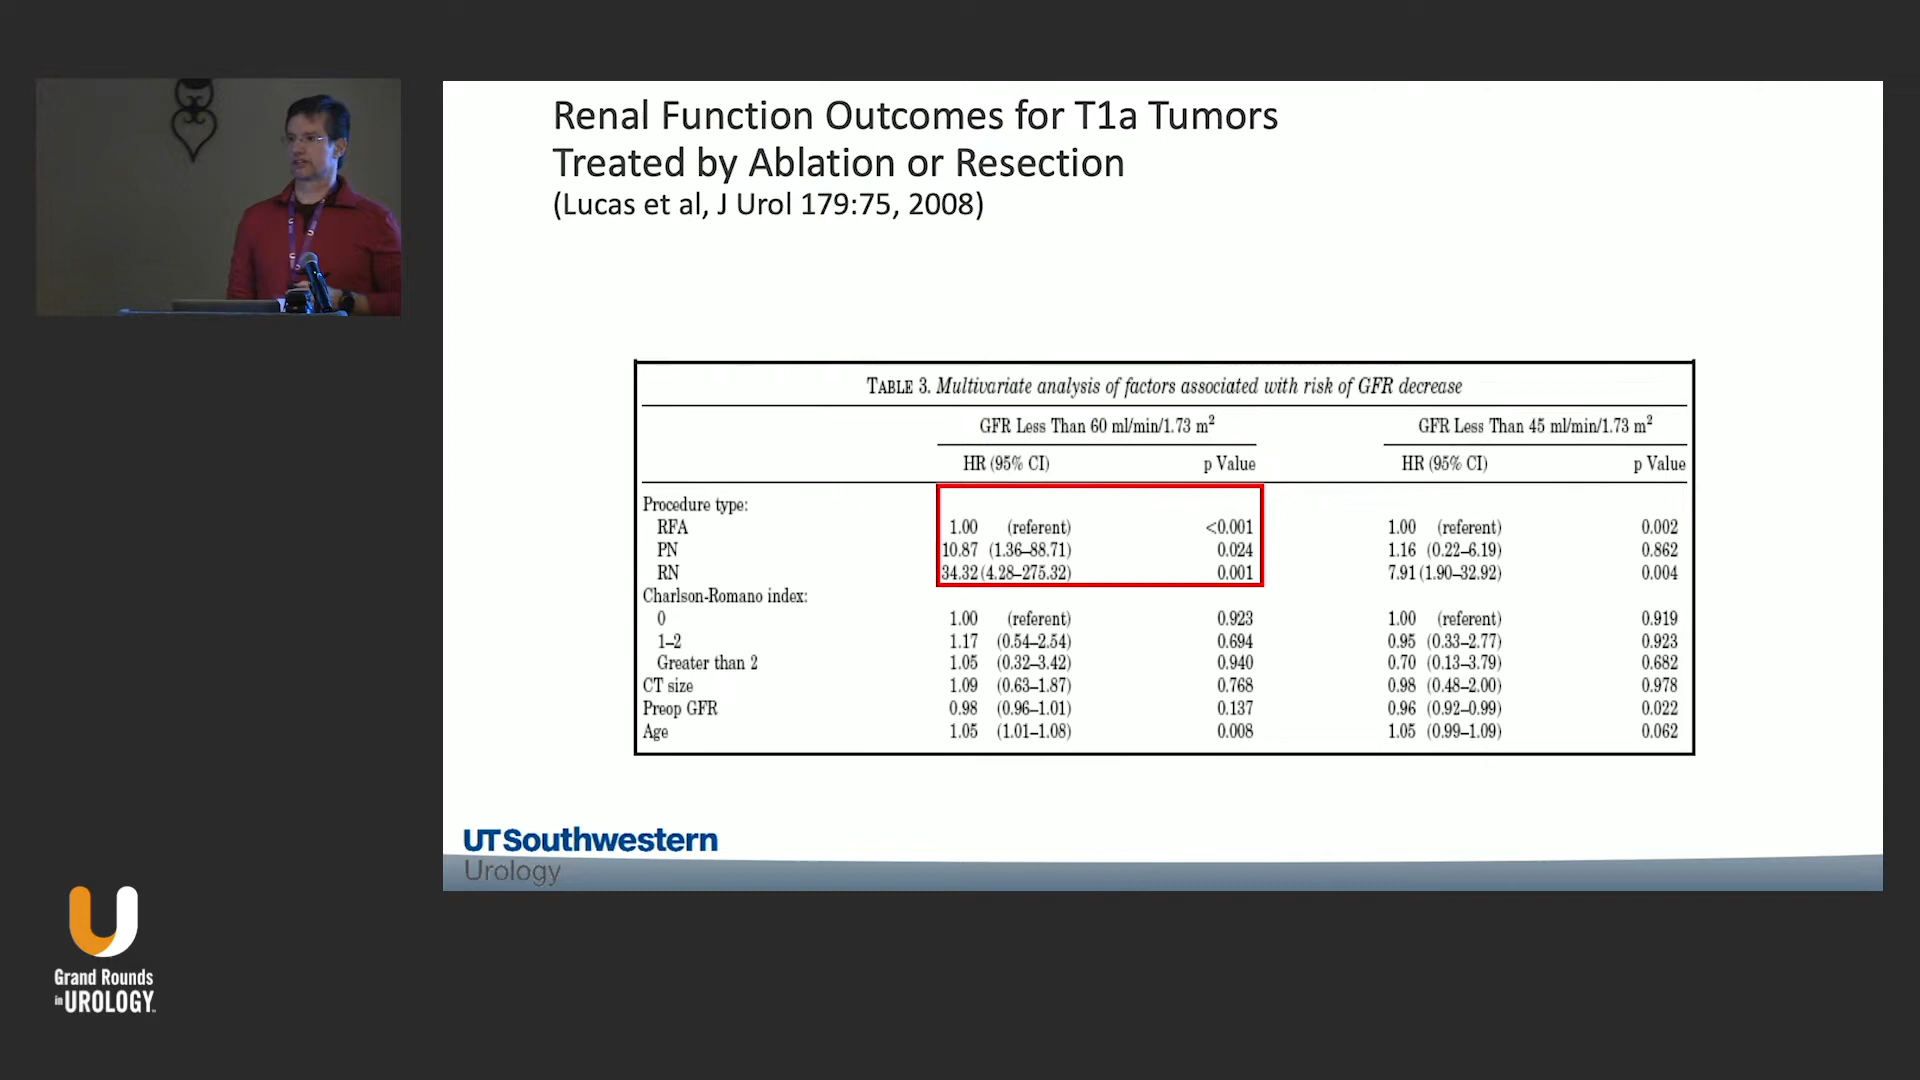 Renal Function Outcomes for T1a Tumors
Treated by Ablation or Resection
(Lucas et al, J Urol 179:75, 2008)
TABLE 3. Multivariate analysis of factors associated with risk of GFR decrease
GFR Less Than 60 ml/min/1.73 m² GFR Less Than 45 ml/min/1.73 m²
HR (95% CI) p Value HR (95% CI) p Value
Procedure type:
RFA 1.00 (referent) <0.001 1.00 (referent) 0.002
PN 10.87 (1.36–88.71) 0.024 1.16 (0.22–6.19) 0.862
RN 34.32 (4.28–275.32) 0.001 7.91 (1.90–32.92) 0.004
Charlson-Romano index:
0 1.00 (referent) 0.923 1.00 (referent) 0.919
1–2 1.17 (0.54–2.54) 0.694 0.95 (0.33–2.77) 0.923
Greater than 2 1.05 (0.32–3.42) 0.940 0.70 (0.13–3.79) 0.682
CT size 1.09 (0.63–1.87) 0.768 0.98 (0.48–2.00) 0.978
Preop GFR 0.98 (0.96–1.01) 0.137 0.96 (0.92–0.99) 0.022
Age 1.05 (1.01–1.08) 0.008 1.05 (0.99–1.09) 0.062
UT Southwestern
Urology
Grand Rounds
in UROLOGY